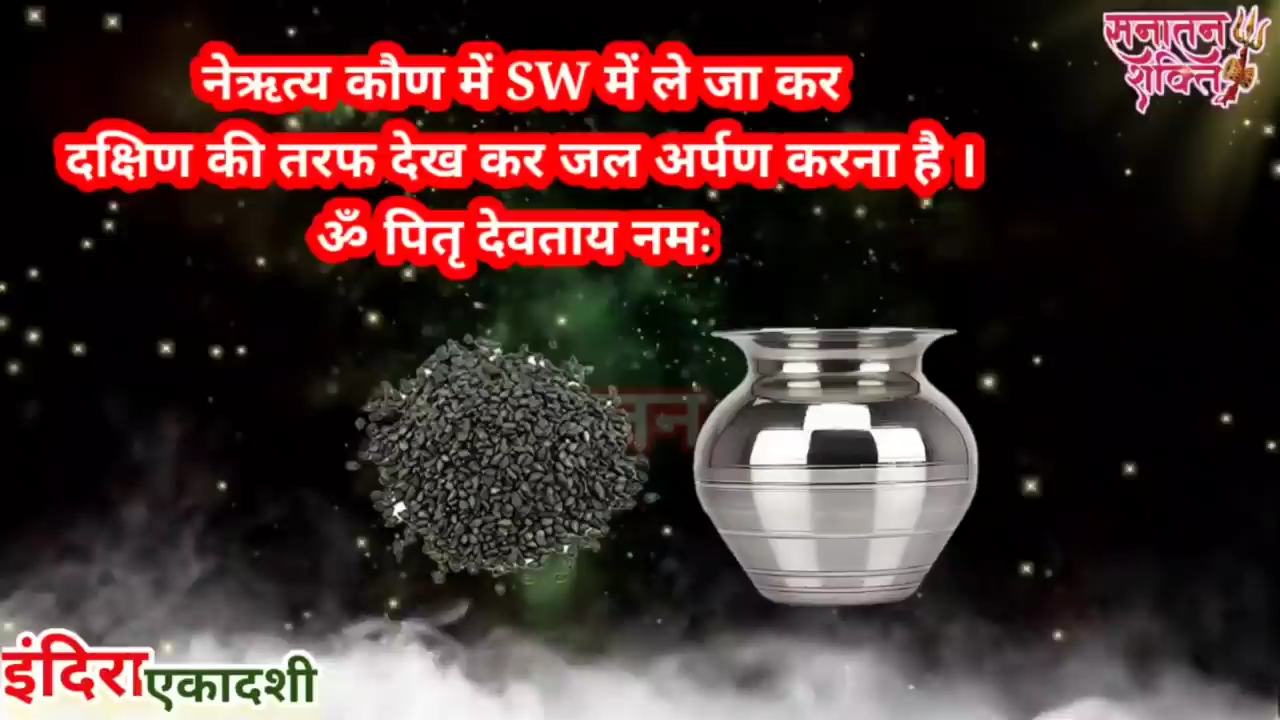 सनातन
शक्ति
नेऋत्य कौण में SW में ले जा कर
दक्षिण की तरफ देख कर जल अर्पण करना है ।
ॐ पितृ देवताय नमः
इंदिरा एकादशी